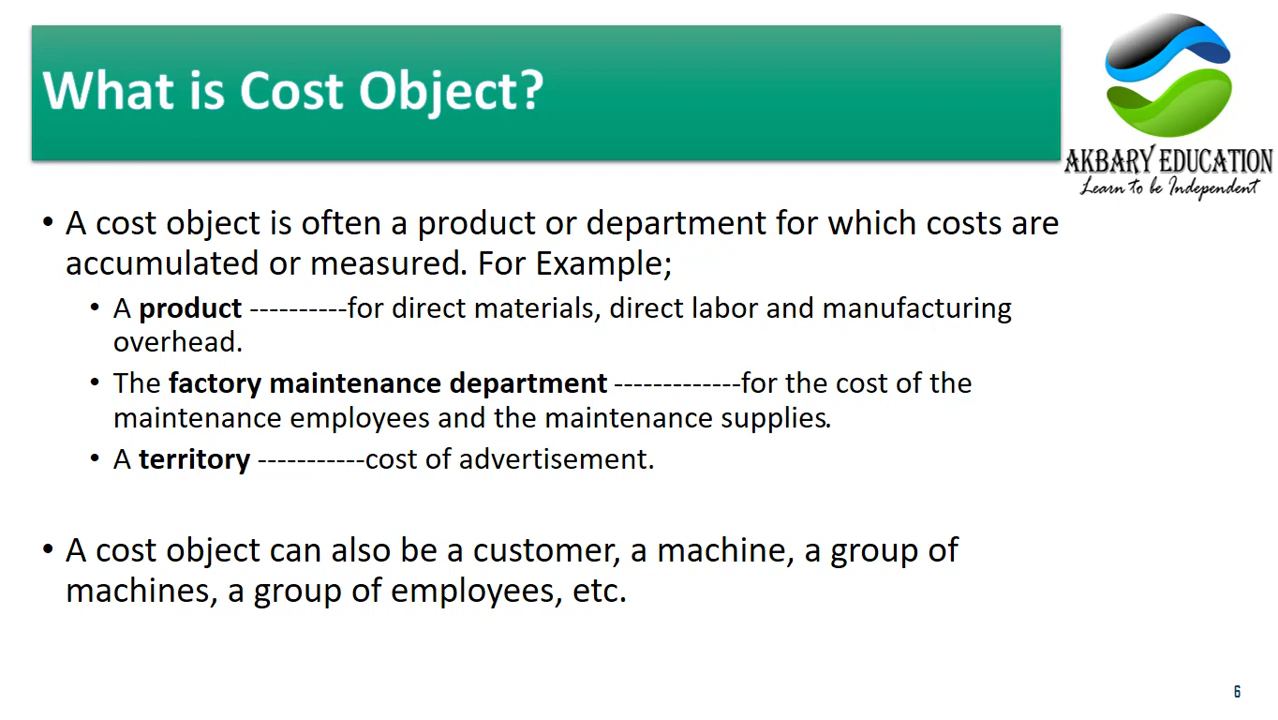 What is Cost Object?
AKBARY EDUCATION
Learn to be Independent
• A cost object is often a product or department for which costs are
accumulated or measured. For Example;
• A product ----------for direct materials, direct labor and manufacturing
overhead.
• The factory maintenance department -------------for the cost of the
maintenance employees and the maintenance supplies.
• A territory -----------cost of advertisement.
• A cost object can also be a customer, a machine, a group of
machines, a group of employees, etc.
6